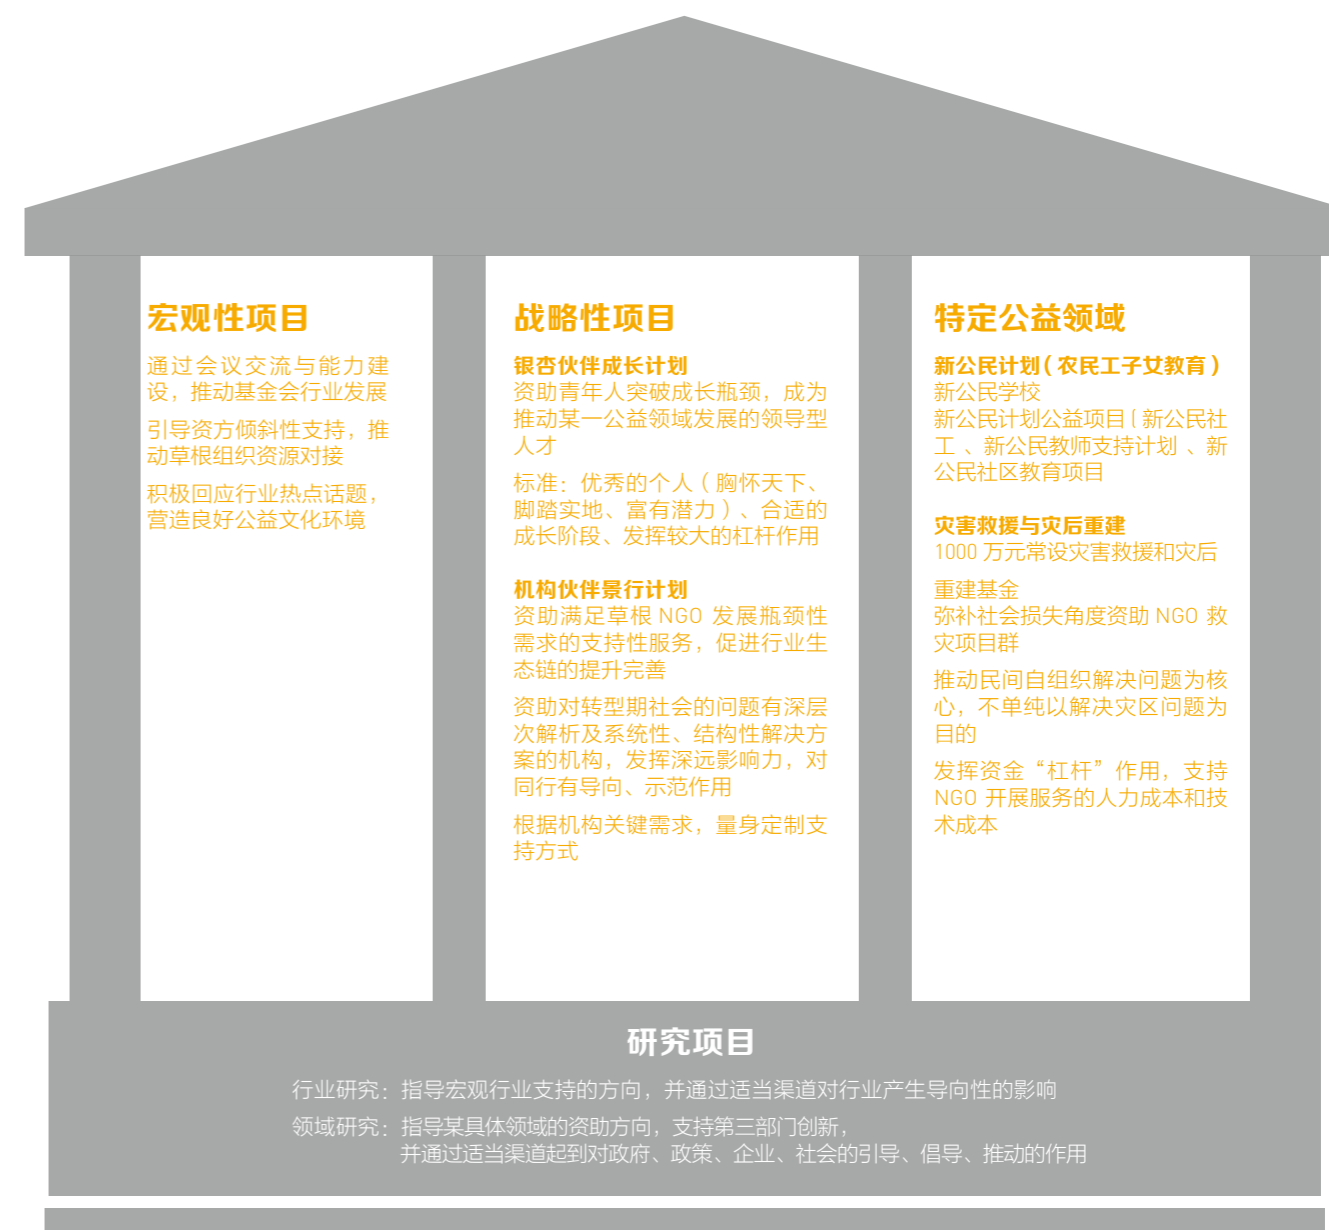 宏观性项目
通过会议交流与能力建
设，推动基金会行业发展
引导资方倾斜性支持，推
动草根组织资源对接
积极回应行业热点话题，
营造良好公益文化环境
战略性项目
银杏伙伴成长计划
资助青年人突破成长瓶颈，成为
推动某一公益领域发展的领导型
人才
标准：优秀的个人（胸怀天下、
脚踏实地、富有潜力）、合适的
成长阶段、发挥较大的杠杆作用
机构伙伴景行计划
资助满足草根 NGO 发展瓶颈性
需求的支持性服务，促进行业生
态链的提升完善
资助对转型期社会的问题有深层
次解析及系统性、结构性解决方
案的机构，发挥深远影响力，对
同行有导向、示范作用
根据机构关键需求，量身定制支
持方式
特定公益领域
新公民计划（农民工子女教育）
新公民学校
新公民计划公益项目（新公民社
工 、新公民教师支持计划 、新
公民社区教育项目
灾害救援与灾后重建
1000 万元常设灾害救援和灾后
重建基金
弥补社会损失角度资助 NGO 救
灾项目群
推动民间自组织解决问题为核
心，不单纯以解决灾区问题为
目的
发挥资金“杠杆”作用，支持
NGO 开展服务的人力成本和技
术成本
研究项目
行业研究：指导宏观行业支持的方向，并通过适当渠道对行业产生导向性的影响
领域研究：指导某具体领域的资助方向，支持第三部门创新，
并通过适当渠道起到对政府、政策、企业、社会的引导、倡导、推动的作用